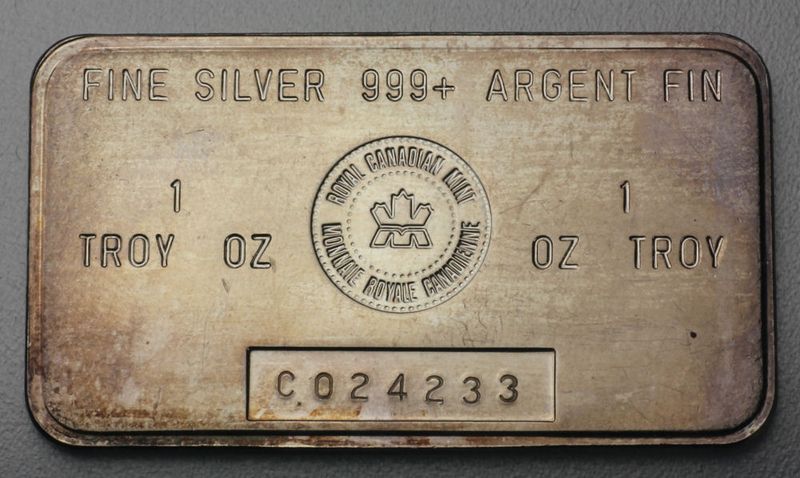 FINE SILVER 999+ ARGENT FIN
1 1
TROY OZ OZ TROY
ROYAL CANADIAN MINT
MONNAIE ROYALE CANADIENNE
C024233